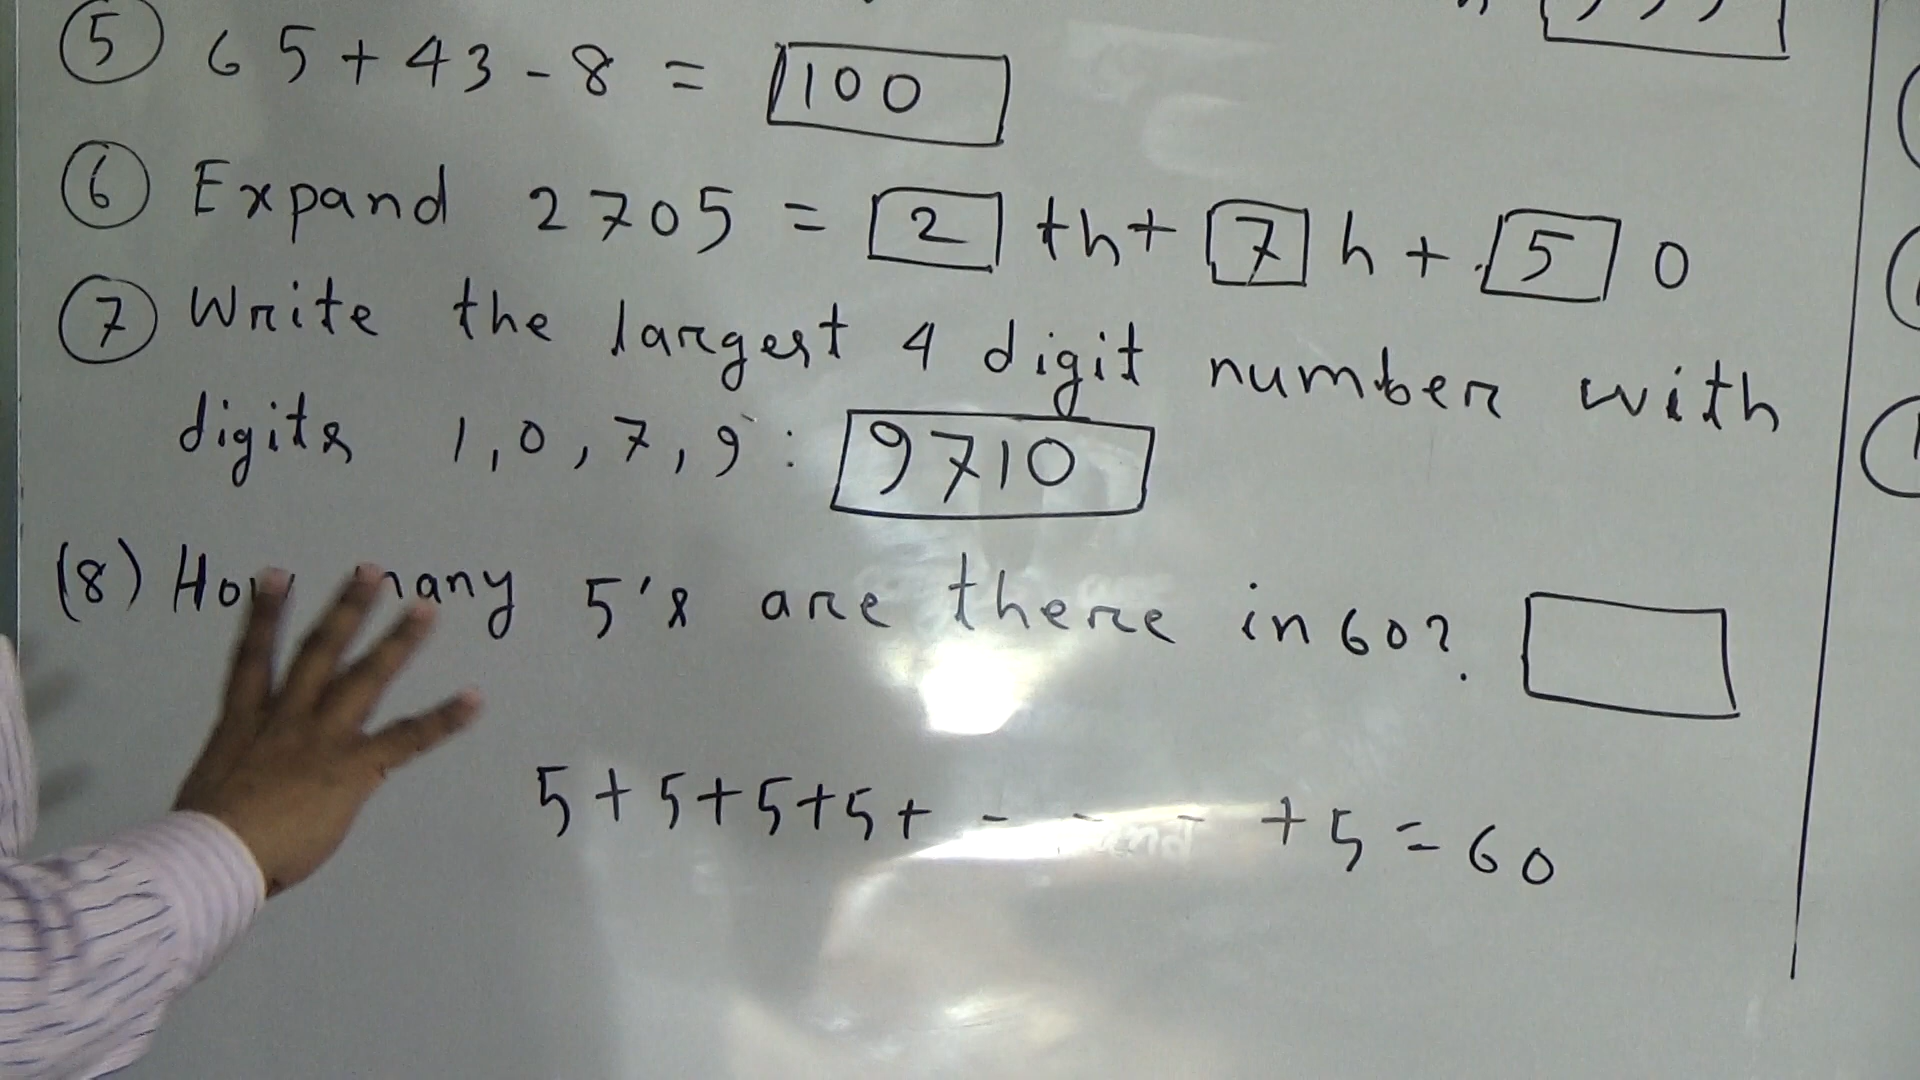 5 65+43-8 = 100
6 Expand 2705 = 2 th+ 7 h + 5 0
7 Write the largest 4 digit number with
digits 1,0,7,9: 9710
(8) How many 5's are there in 60?
5+5+5+5+ - - - +5=60